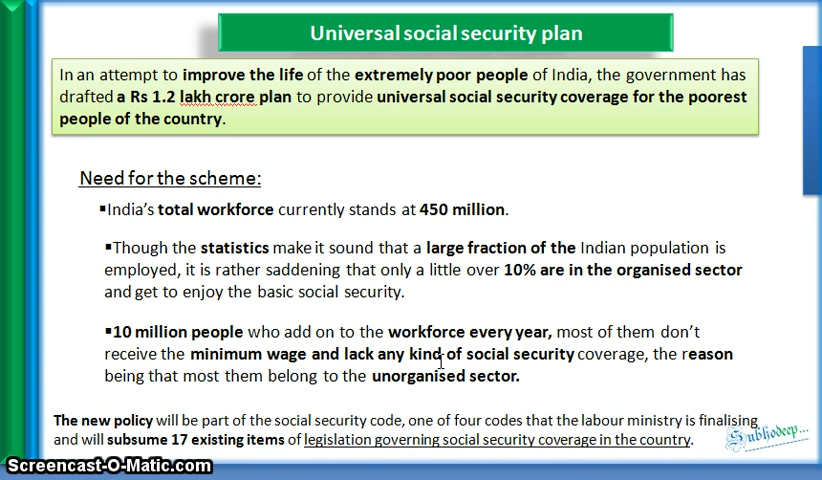 Universal social security plan
In an attempt to improve the life of the extremely poor people of India, the government has
drafted a Rs 1.2 lakh crore plan to provide universal social security coverage for the poorest
people of the country.
Need for the scheme:
▪India's total workforce currently stands at 450 million.
▪Though the statistics make it sound that a large fraction of the Indian population is
employed, it is rather saddening that only a little over 10% are in the organised sector
and get to enjoy the basic social security.
▪10 million people who add on to the workforce every year, most of them don't
receive the minimum wage and lack any kind of social security coverage, the reason
being that most them belong to the unorganised sector.
The new policy will be part of the social security code, one of four codes that the labour ministry is finalising
and will subsume 17 existing items of legislation governing social security coverage in the country.
Subhodeep...
Screencast-O-Matic.com